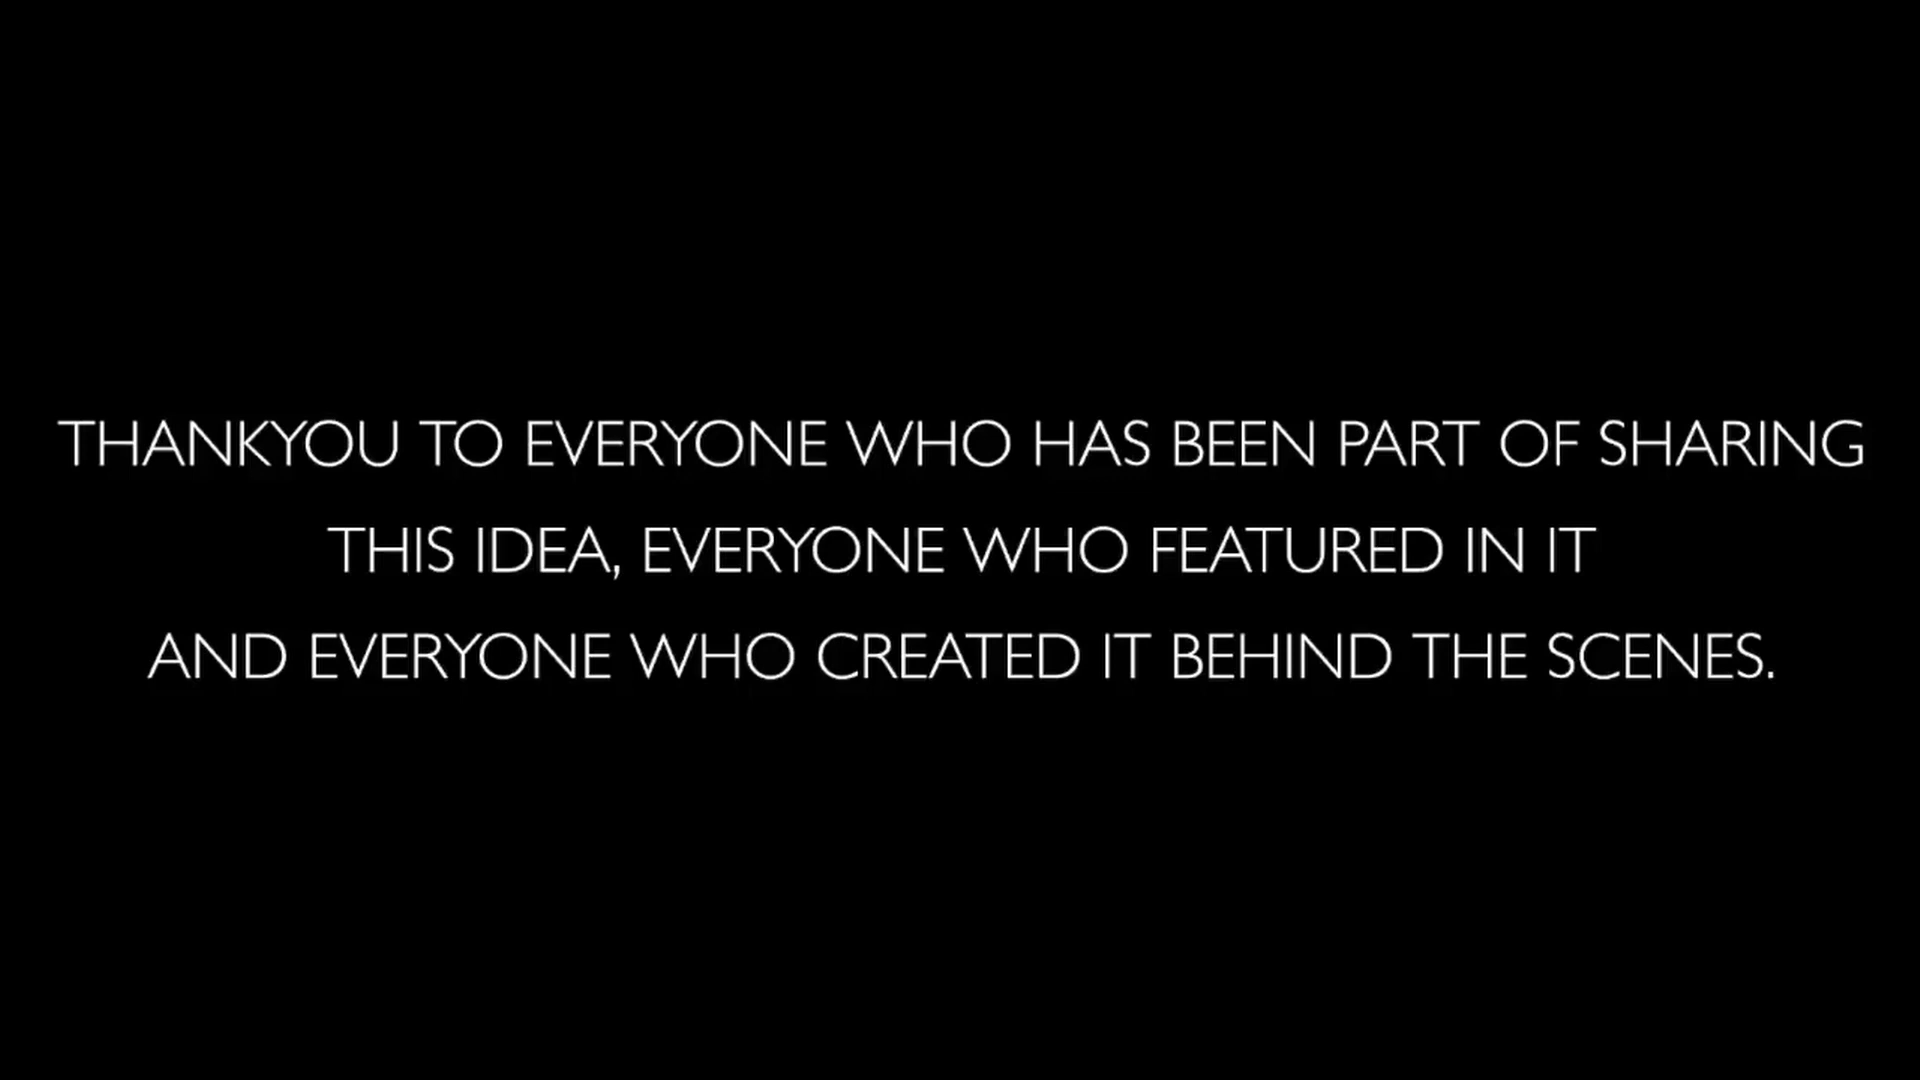 THANKYOU TO EVERYONE WHO HAS BEEN PART OF SHARING
THIS IDEA, EVERYONE WHO FEATURED IN IT
AND EVERYONE WHO CREATED IT BEHIND THE SCENES.